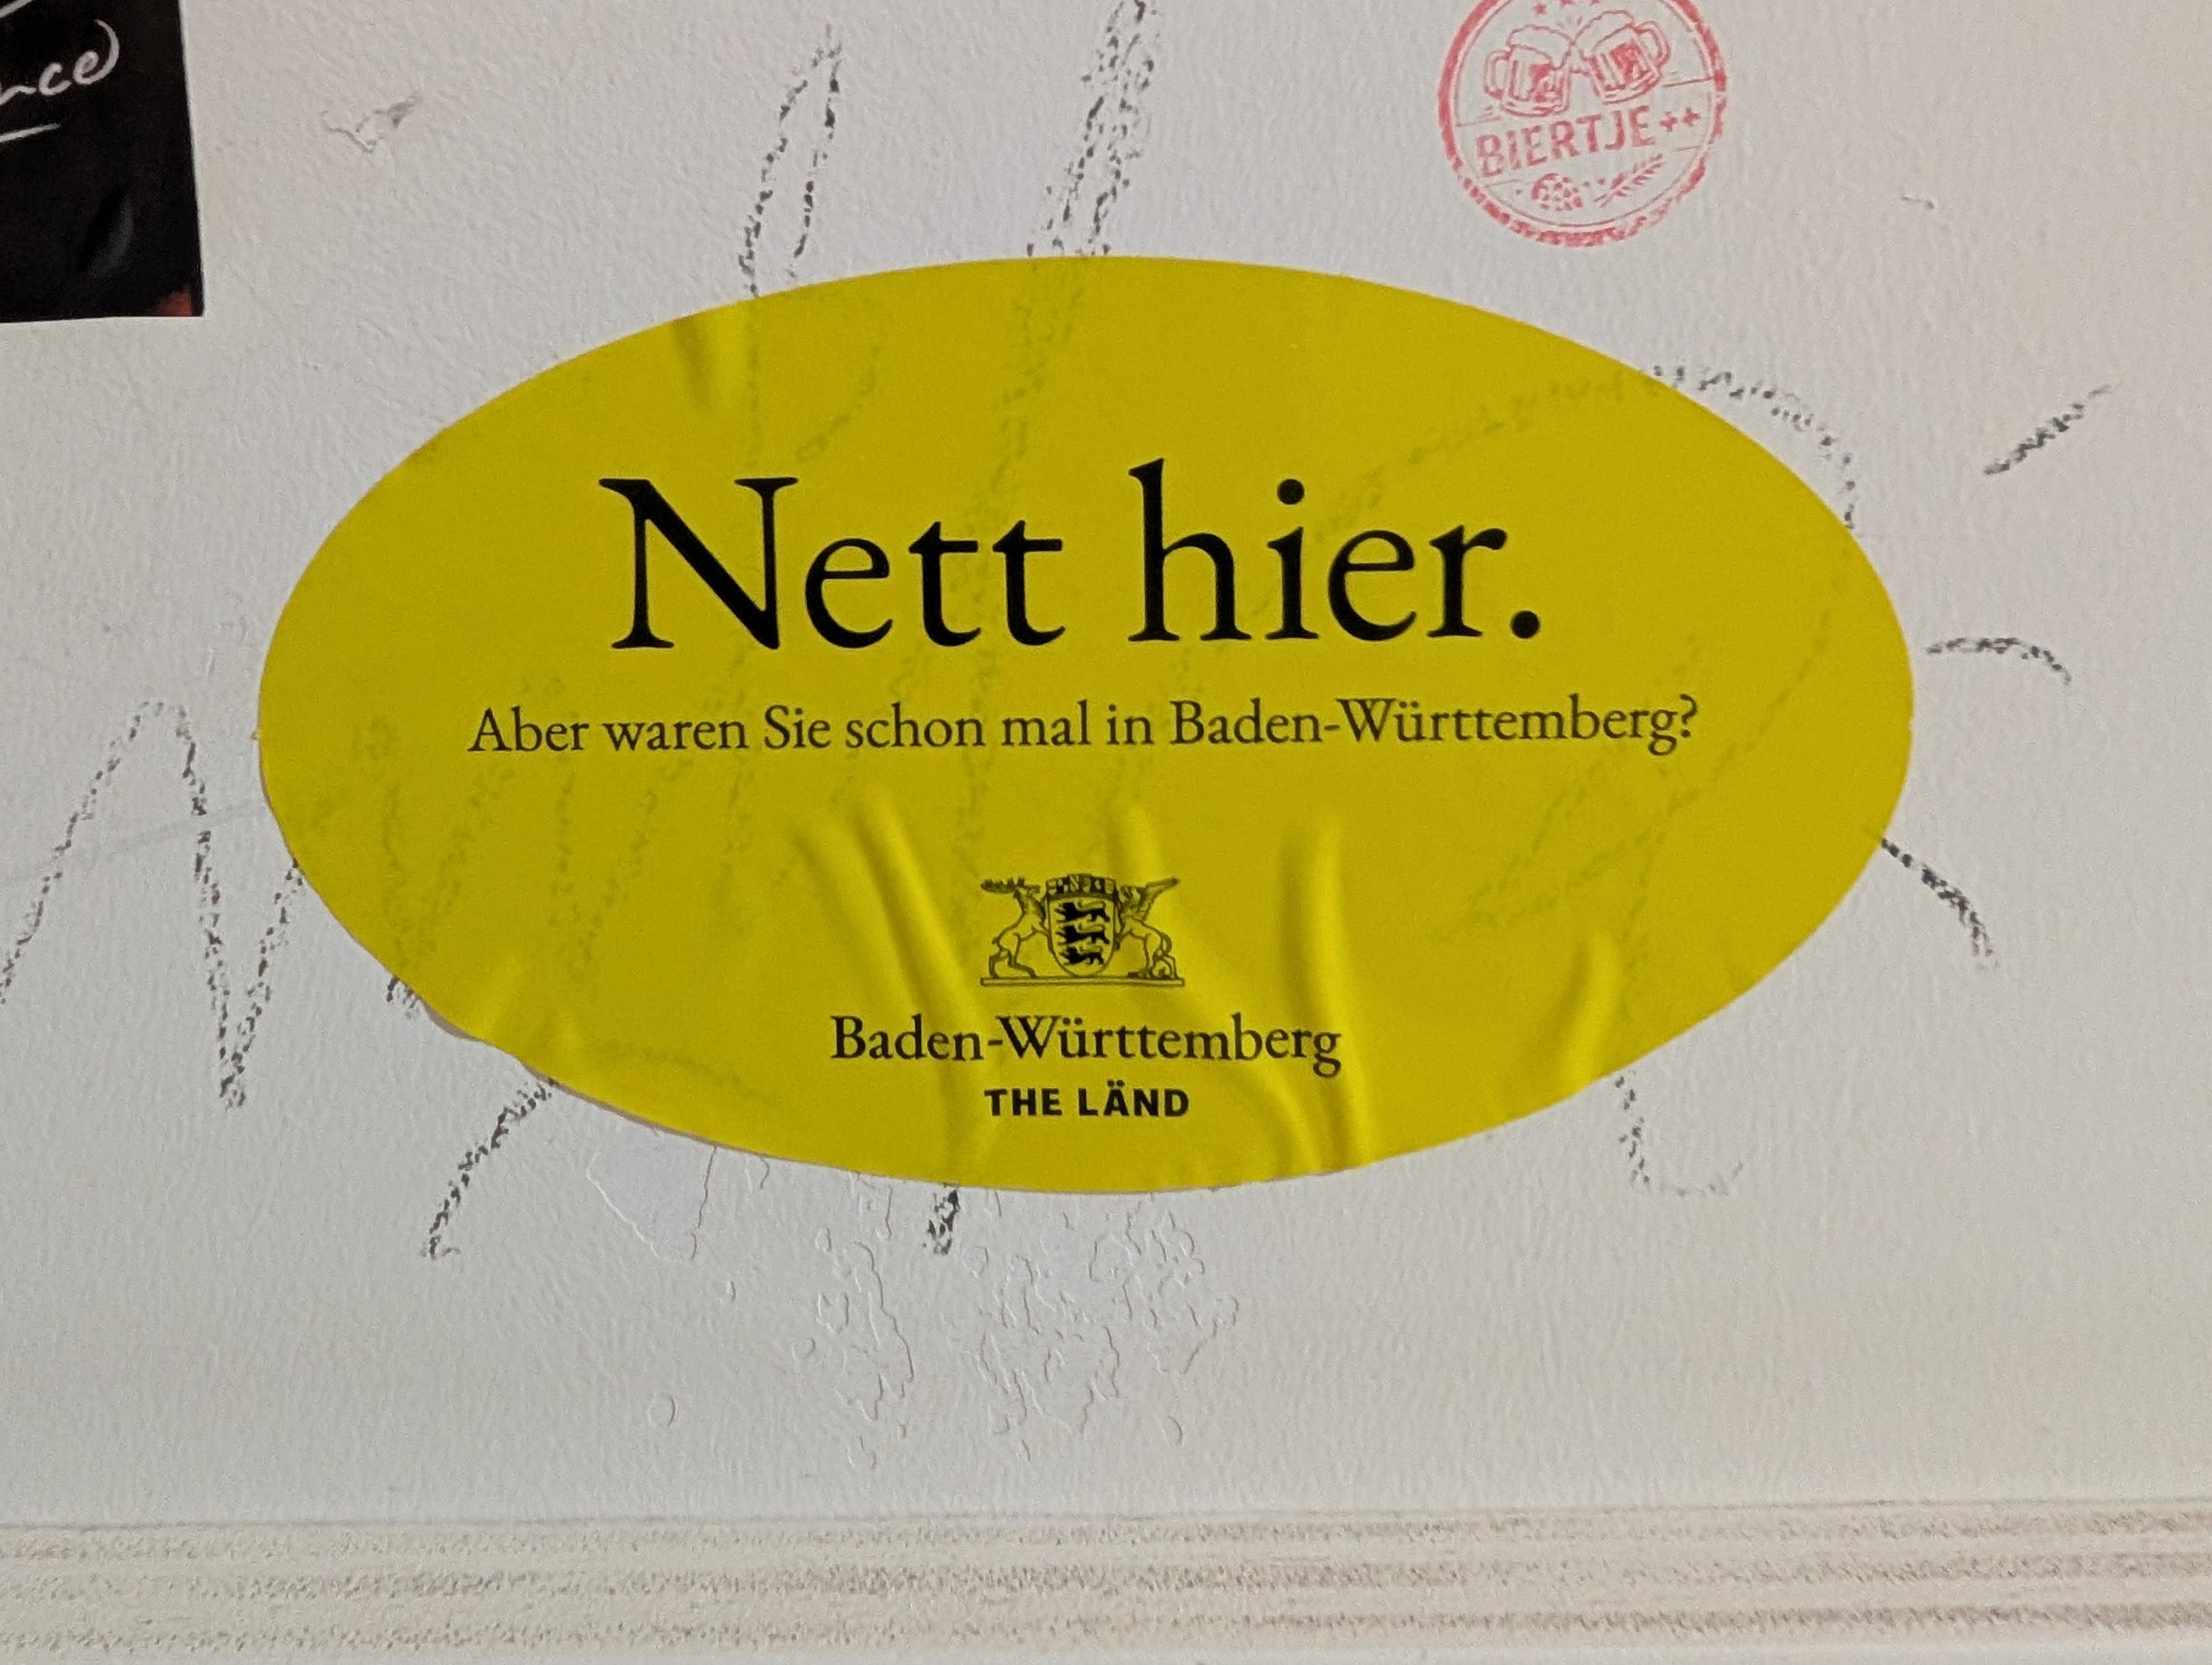 BIERTJE++
Nett hier.
Aber waren Sie schon mal in Baden-Württemberg?
Baden-Württemberg
THE LÄND